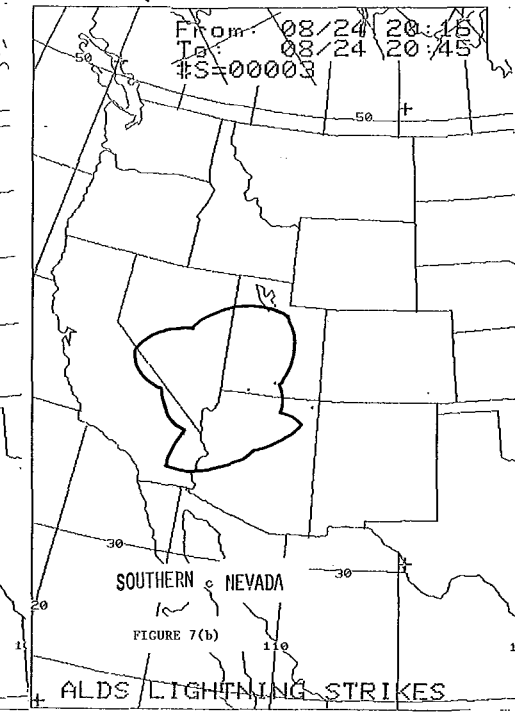 From: 08/24 20:15
To: 08/24 20:45
#S=00003
50
50
30
30
SOUTHERN NEVADA
20
FIGURE 7(b)
110
ALDS LIGHTNING STRIKES